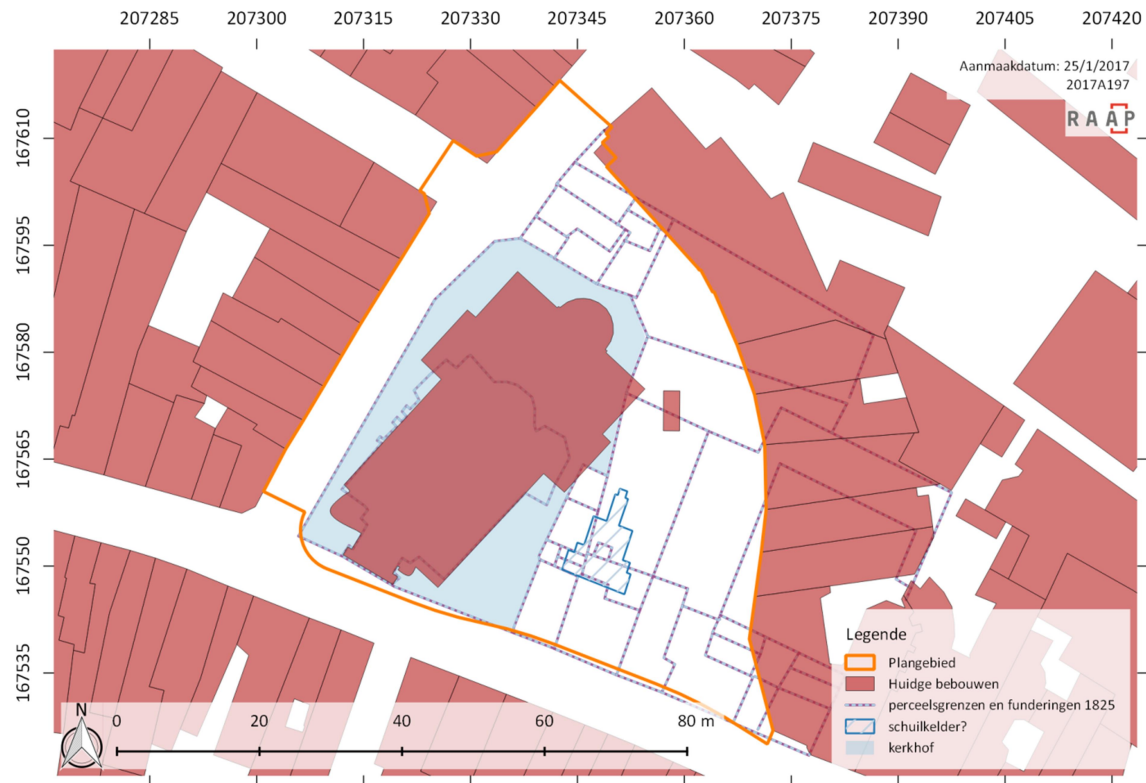 207285 207300 207315 207330 207345 207360 207375 207390 207405 207420
Aanmaakdatum: 25/1/2017
2017A197
RAAP
167610
167595
167580
167565
167550
167535
Legende
Plangebied
Huidge bebouwen
perceelsgrenzen en funderingen 1825
schuilkelder?
kerkhof
N
0 20 40 60 80 m